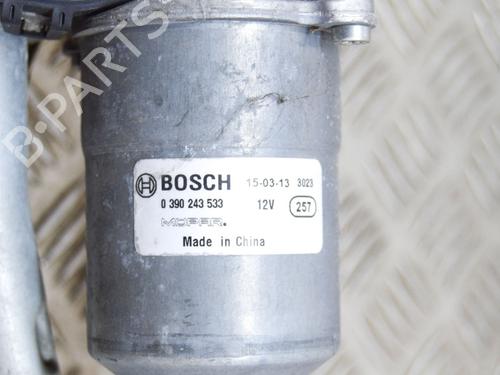 B-PARTS
BOSCH 15-03-13 3023
0 390 243 533 12V 257
MOPAR.
Made in China